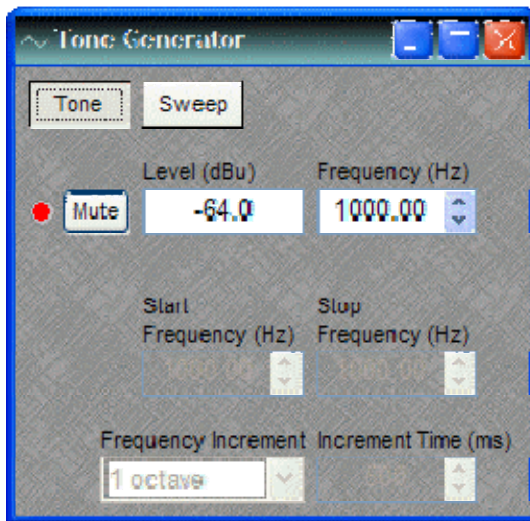 Tone Generator
Tone Sweep
Level (dBu) Frequency (Hz)
Mute -64.0 1000.00
Start Stop
Frequency (Hz) Frequency (Hz)
Frequency Increment Increment Time (ms)
1 octave